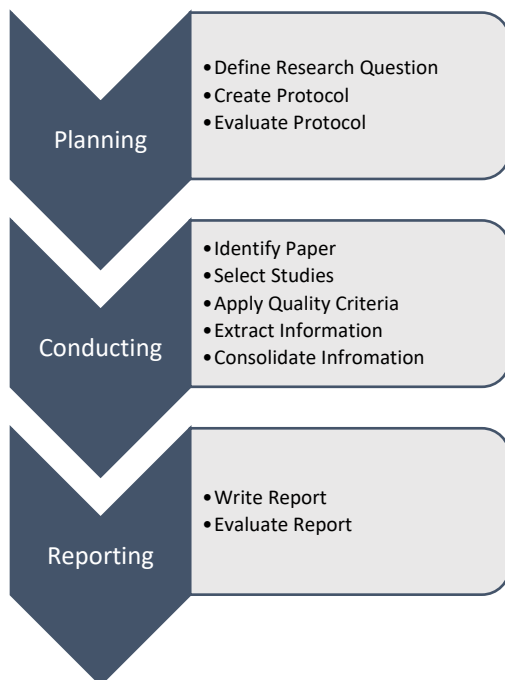 Planning
•Define Research Question
•Create Protocol
•Evaluate Protocol
Conducting
•Identify Paper
•Select Studies
•Apply Quality Criteria
•Extract Information
•Consolidate Infromation
Reporting
•Write Report
•Evaluate Report